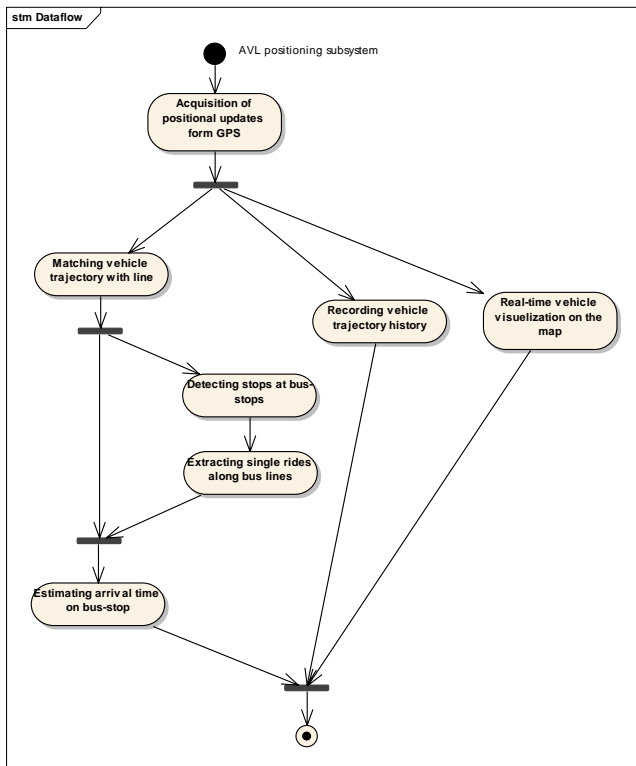 stm Dataflow
AVL positioning subsystem
Acquisition of
positional updates
form GPS
Matching vehicle
trajectory with line
Recording vehicle
trajectory history
Real-time vehicle
visuelization on the
map
Detecting stops at bus-
stops
Extracting single rides
along bus lines
Estimating arrival time
on bus-stop